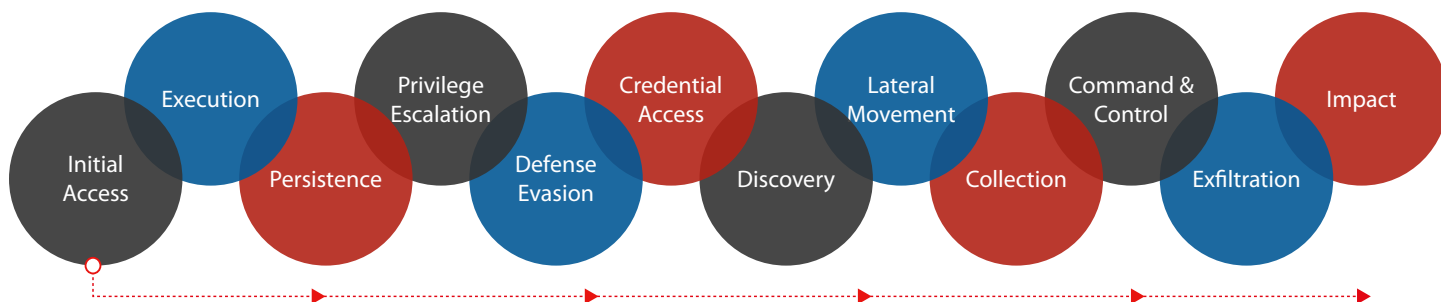 Initial
Access
Execution
Persistence
Privilege
Escalation
Defense
Evasion
Credential
Access
Discovery
Lateral
Movement
Collection
Command &
Control
Exfiltration
Impact